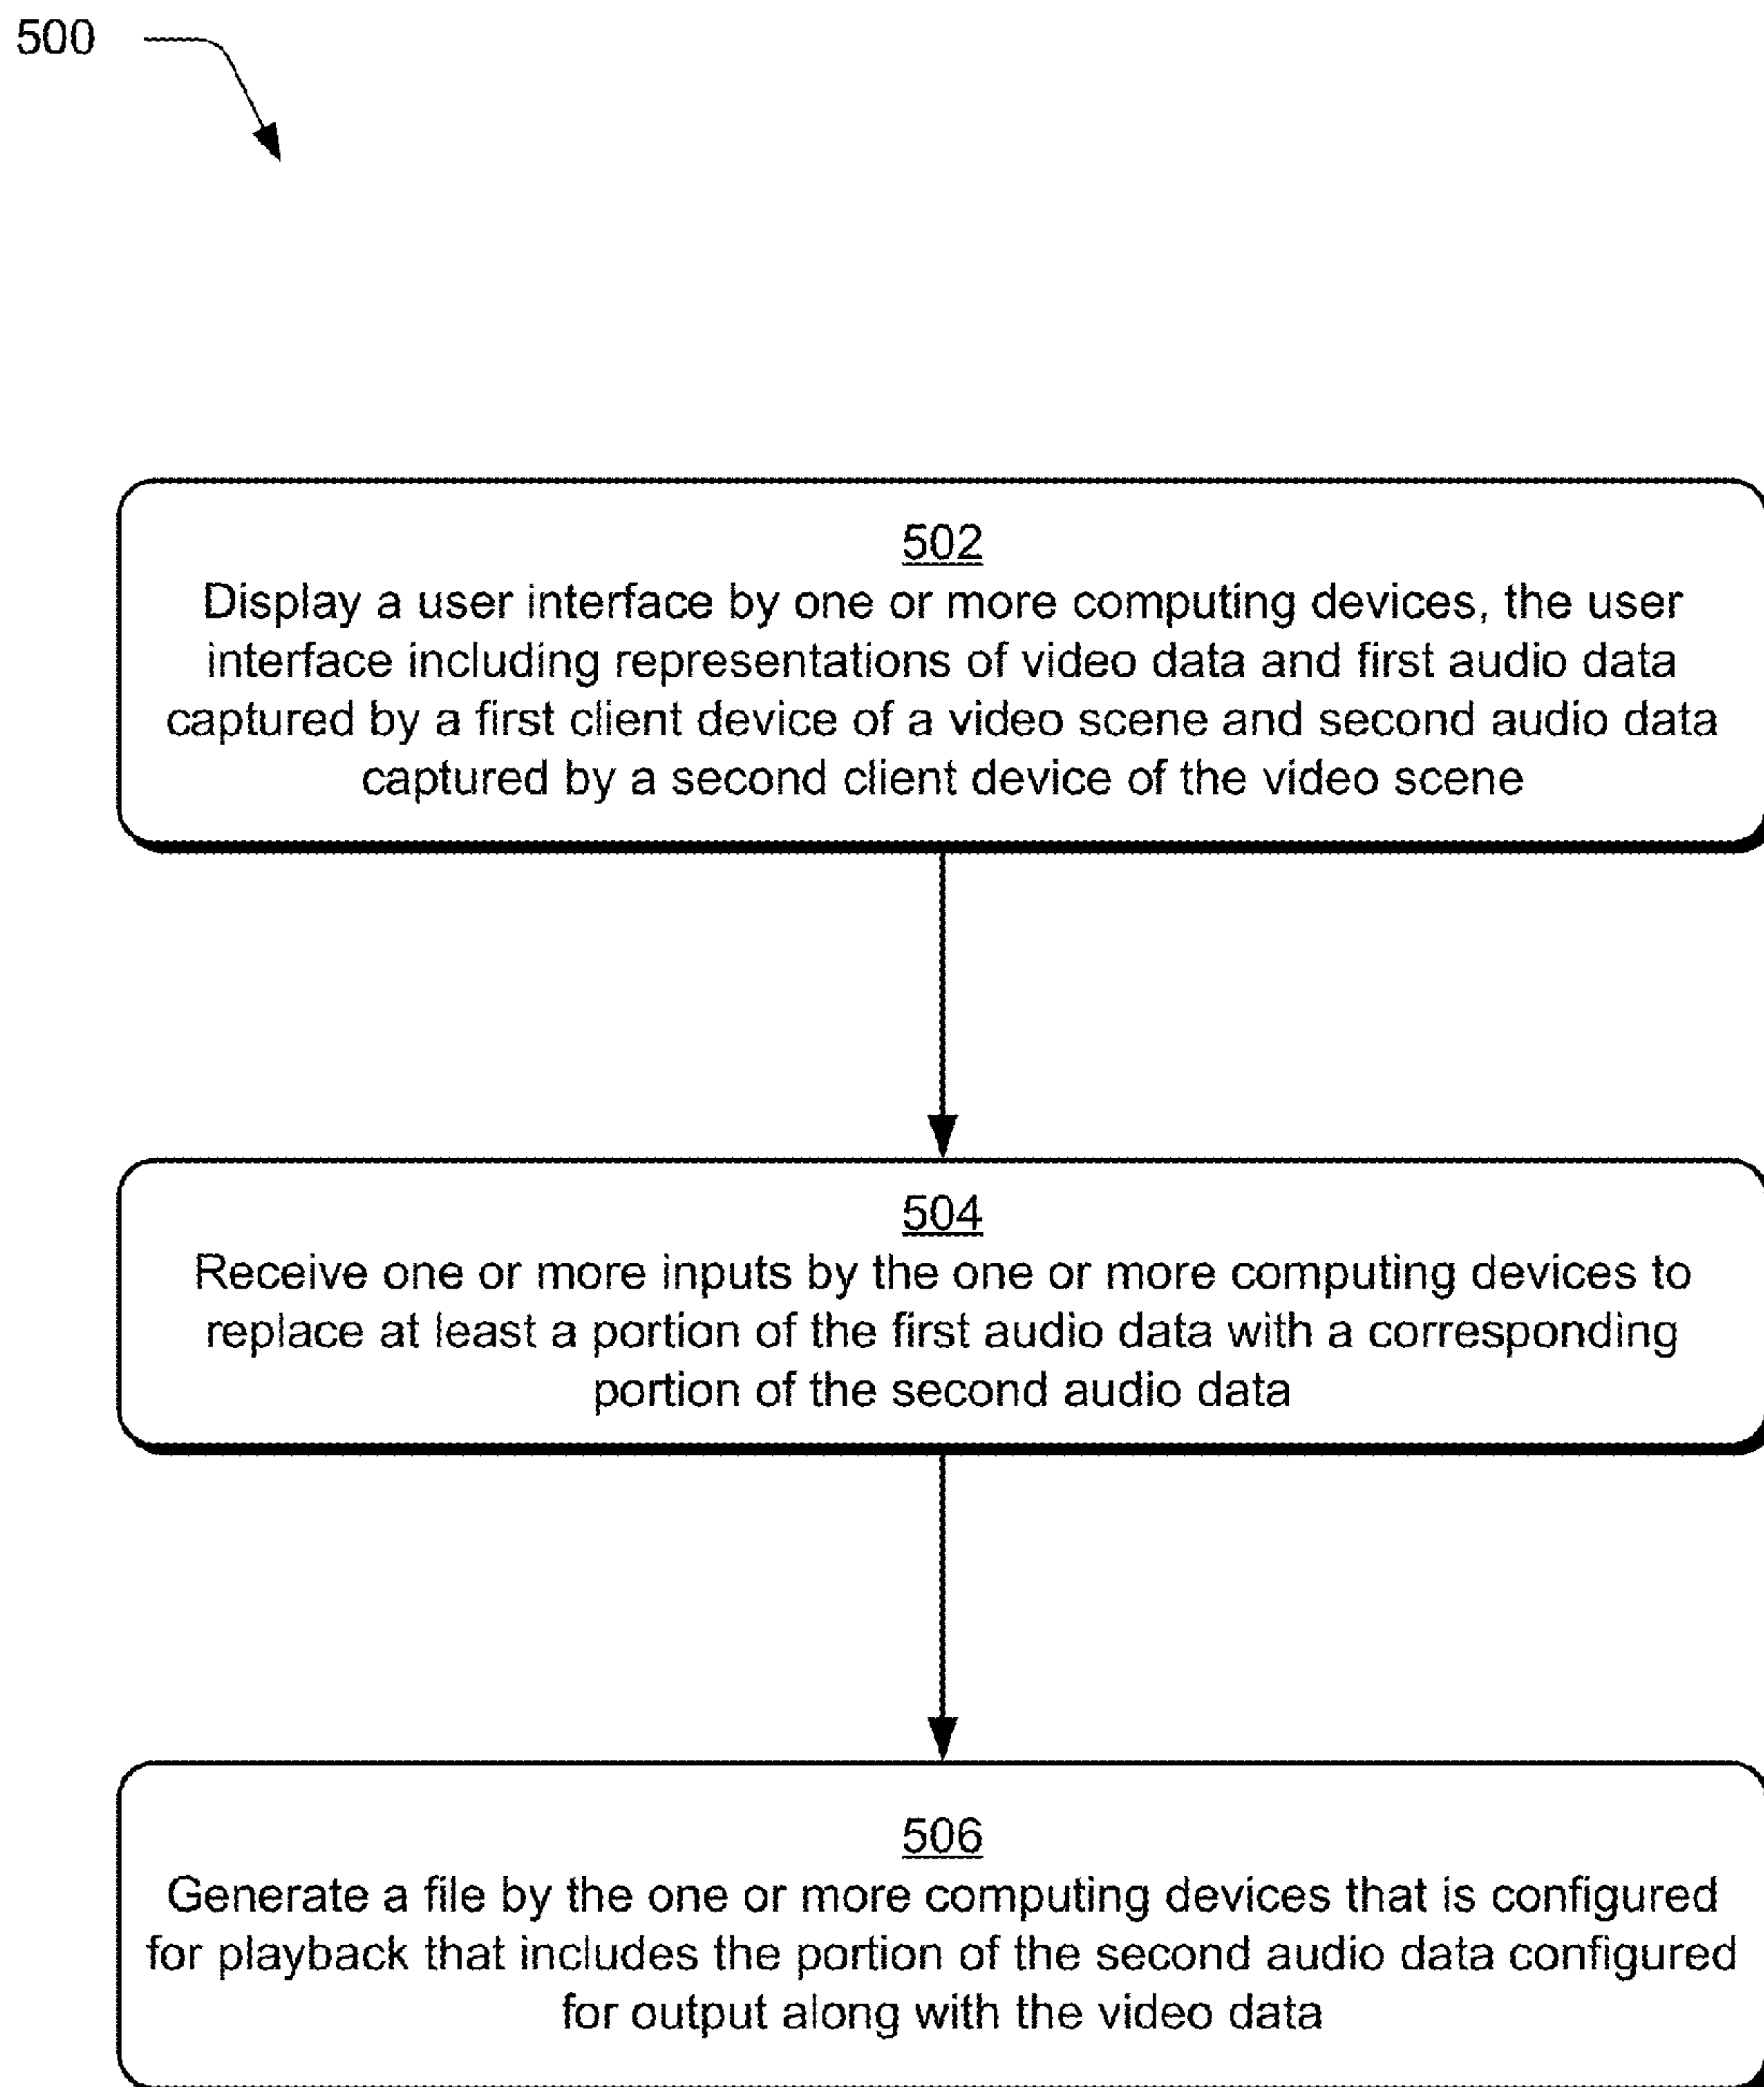 500
502
Display a user interface by one or more computing devices, the user
interface including representations of video data and first audio data
captured by a first client device of a video scene and second audio data
captured by a second client device of the video scene
504
Receive one or more inputs by the one or more computing devices to
replace at least a portion of the first audio data with a corresponding
portion of the second audio data
506
Generate a file by the one or more computing devices that is configured
for playback that includes the portion of the second audio data configured
for output along with the video data